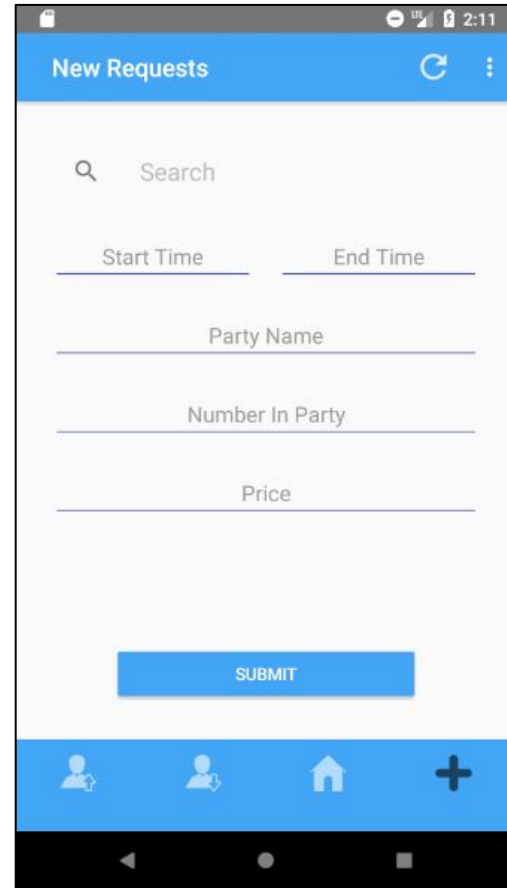 2:11
New Requests
Search
Start Time End Time
Party Name
Number In Party
Price
SUBMIT